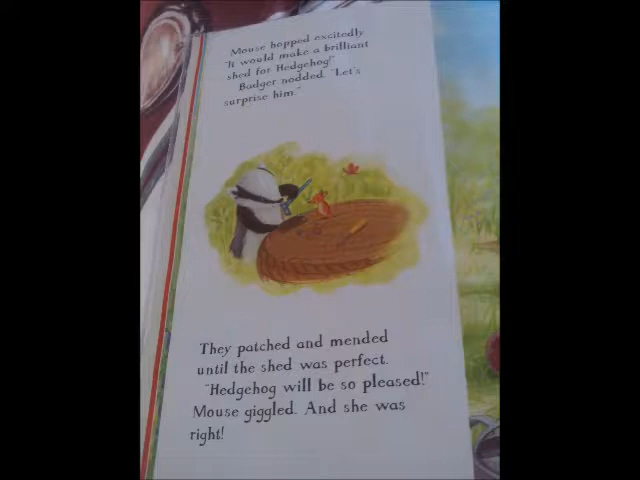 Mouse hopped excitedly.
"It would make a brilliant
shed for Hedgehog!"
Badger nodded. "Let's
surprise him."
They patched and mended
until the shed was perfect.
"Hedgehog will be so pleased!"
Mouse giggled. And she was
right!